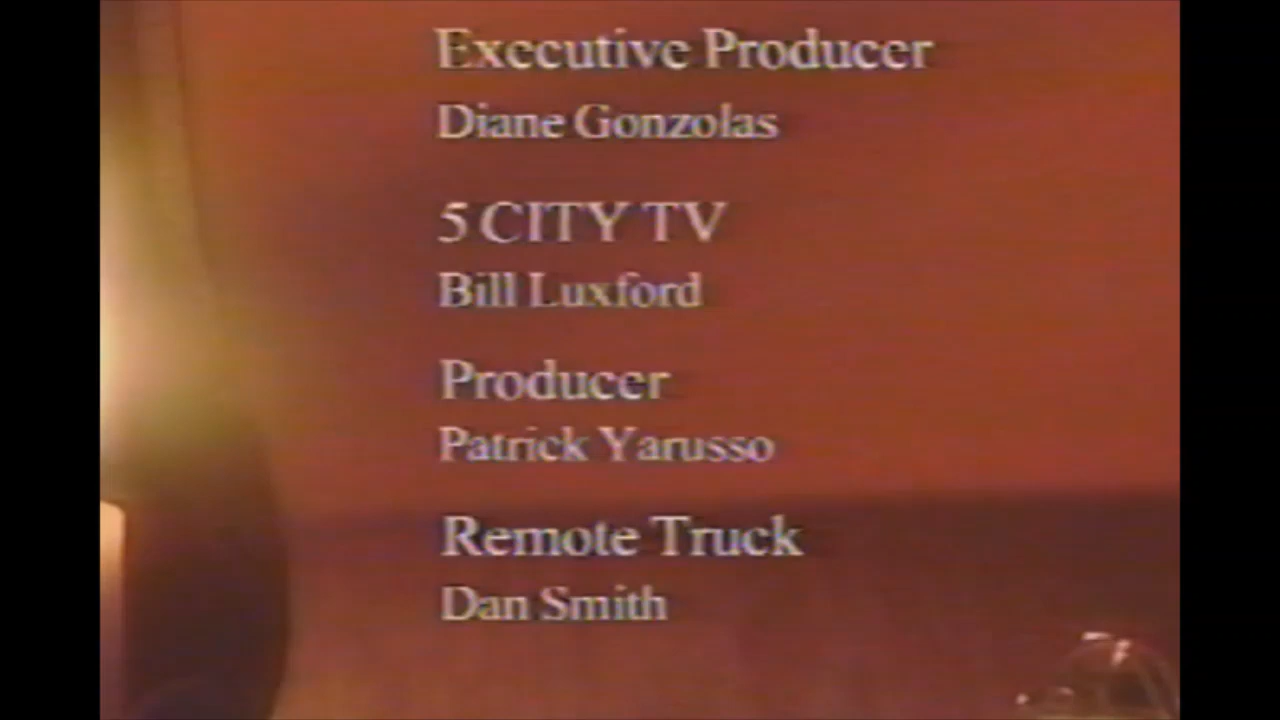 Executive Producer
Diane Gonzolas
5 CITY TV
Bill Luxford
Producer
Patrick Yarusso
Remote Truck
Dan Smith